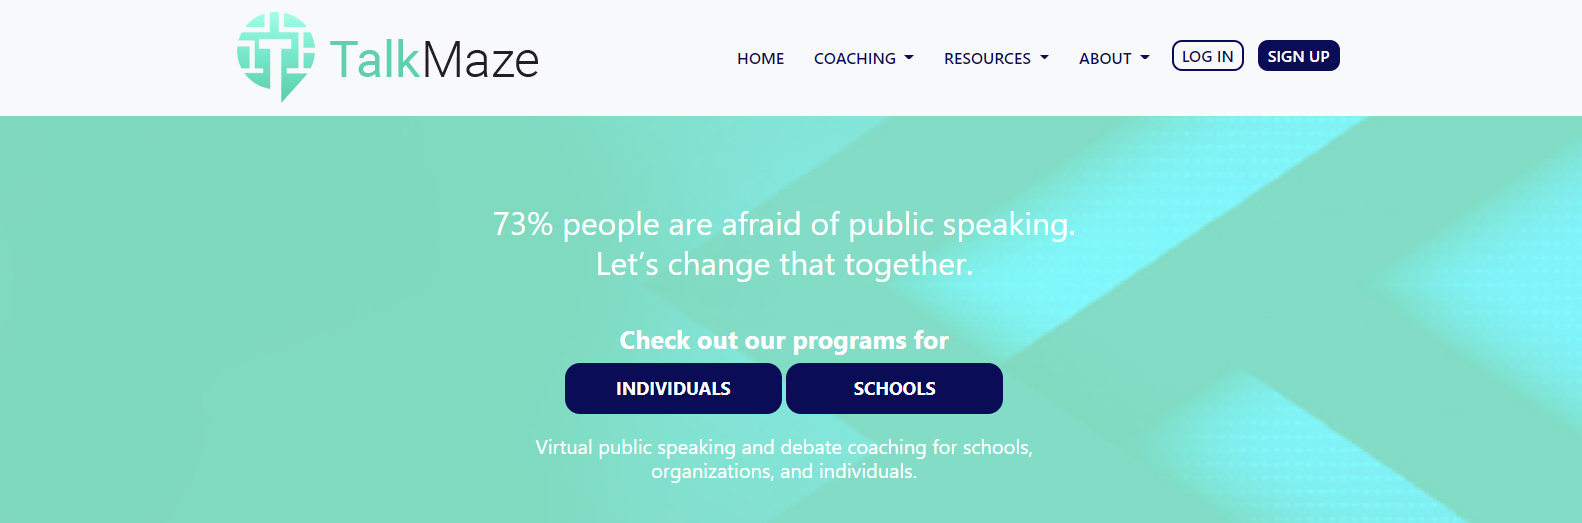 TalkMaze
HOME COACHING RESOURCES ABOUT LOG IN SIGN UP
73% people are afraid of public speaking.
Let’s change that together.
Check out our programs for
INDIVIDUALS SCHOOLS
Virtual public speaking and debate coaching for schools,
organizations, and individuals.